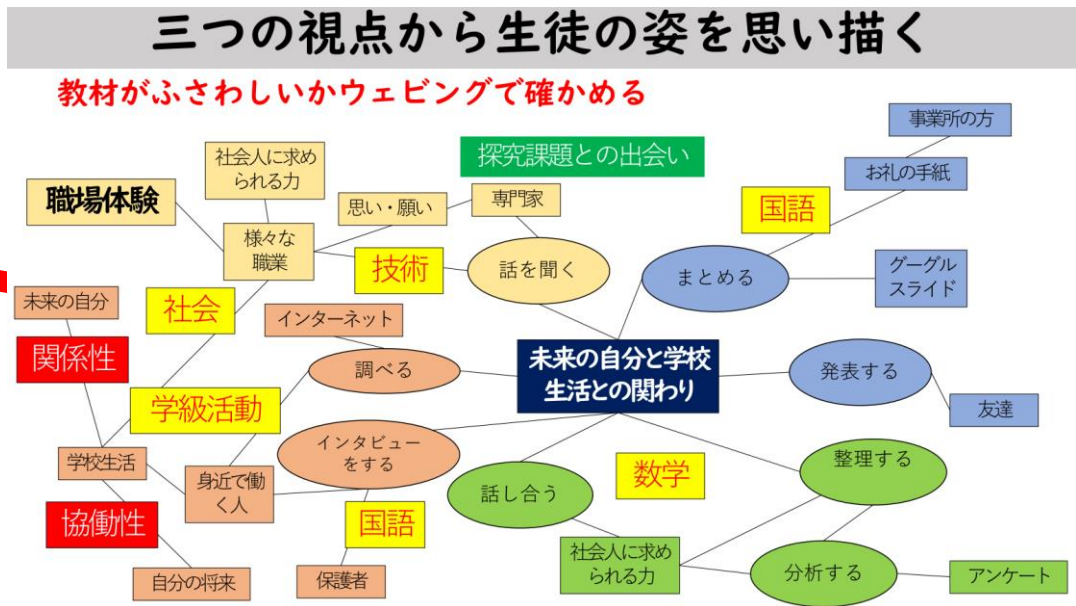 三つの視点から生徒の姿を思い描く
教材がふさわしいかウェビングで確かめる
事業所の方
社会人に求め
られる力
探究課題との出会い
お礼の手紙
職場体験
思い・願い
専門家
国語
様々な
職業
技術
話を聞く
まとめる
グーグル
スライド
未来の自分
社会
インターネット
関係性
調べる
未来の自分と学校
生活との関わり
発表する
学級活動
友達
学校生活
身近で働
く人
インタビュー
をする
話し合う
数学
整理する
協働性
国語
社会人に求め
られる力
分析する
アンケート
自分の将来
保護者